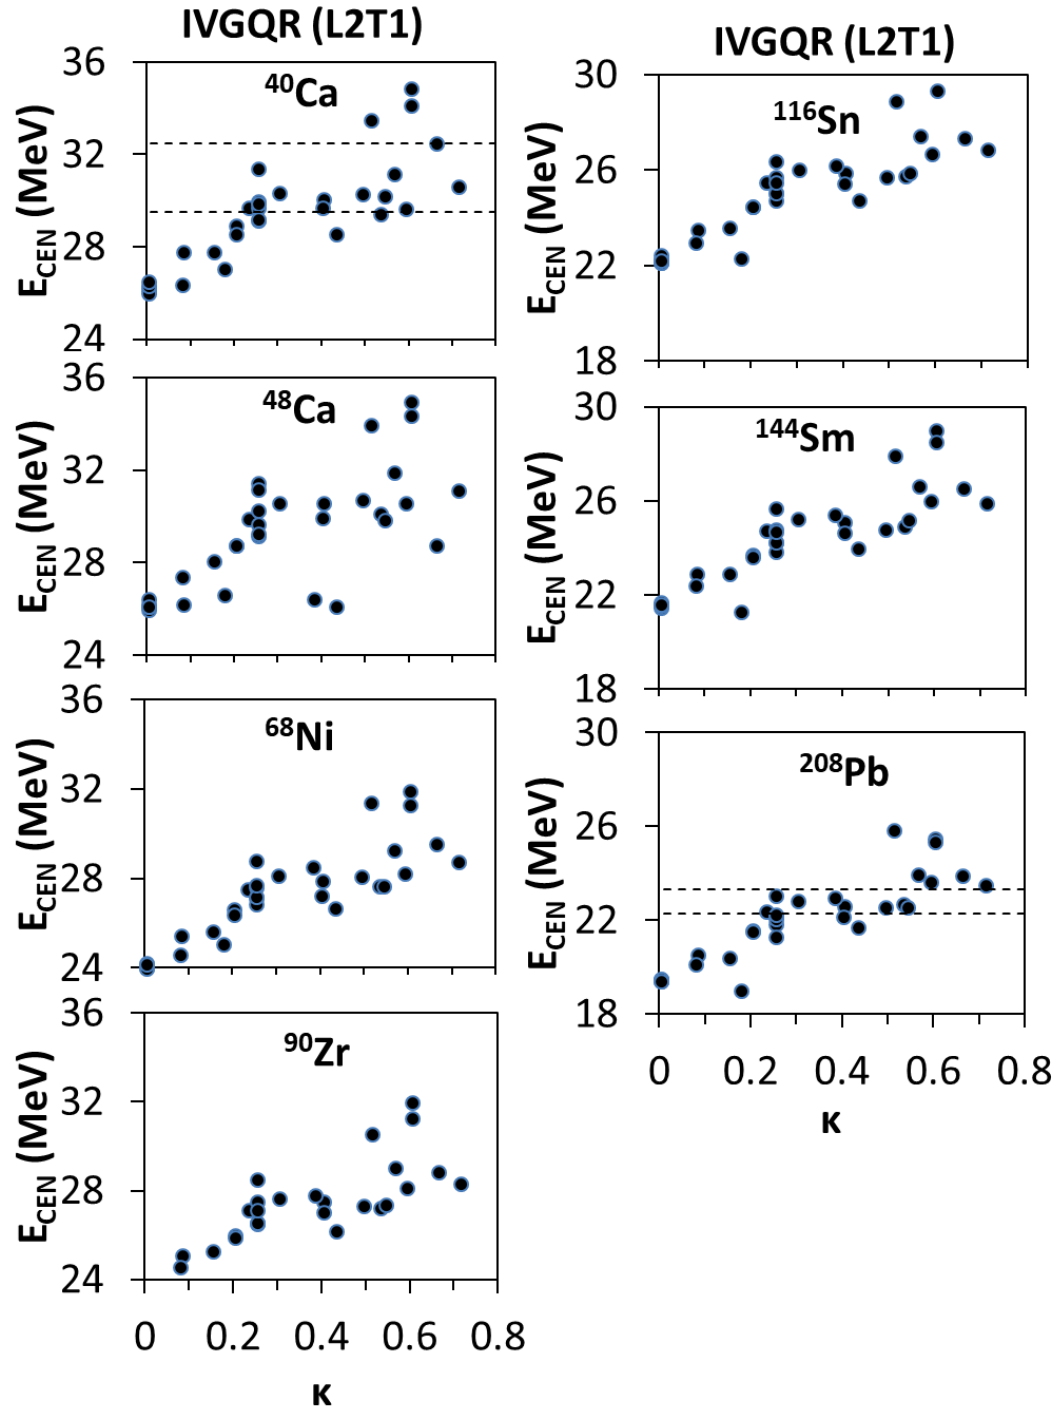 IVGQR (L2T1)
36
32
28
24
E_CEN (MeV)
⁴⁰Ca
36
32
28
24
E_CEN (MeV)
⁴⁸Ca
36
32
28
24
E_CEN (MeV)
⁶⁸Ni
36
32
28
24
E_CEN (MeV)
⁹⁰Zr
0 0.2 0.4 0.6 0.8
κ
IVGQR (L2T1)
30
26
22
18
E_CEN (MeV)
¹¹⁶Sn
30
26
22
18
E_CEN (MeV)
¹⁴⁴Sm
30
26
22
18
E_CEN (MeV)
²⁰⁸Pb
0 0.2 0.4 0.6 0.8
κ